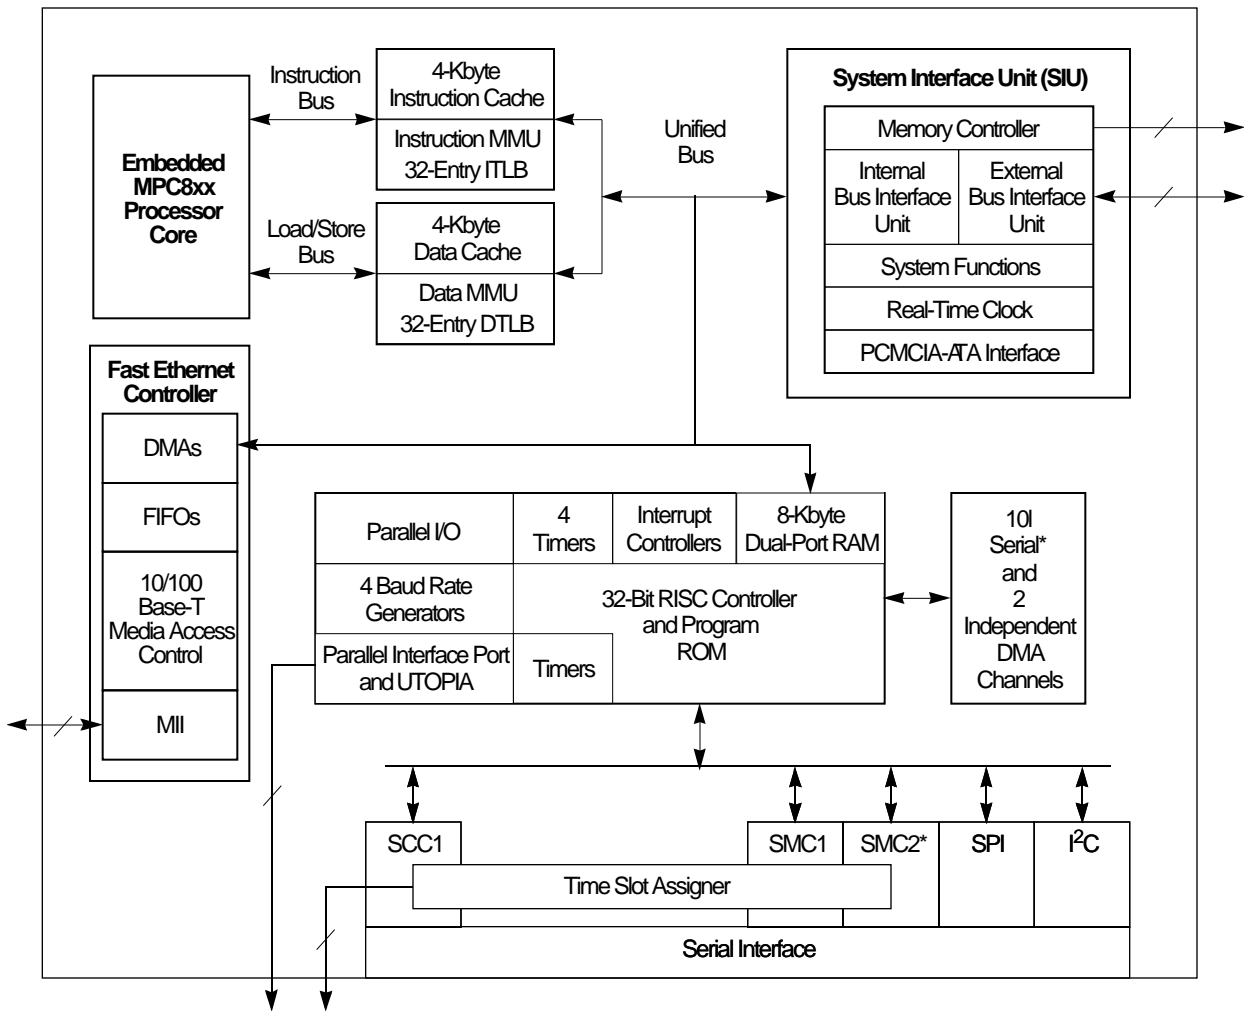 Embedded
MPC8xx
Processor
Core
Instruction
Bus
Load/Store
Bus
4-Kbyte
Instruction Cache
Instruction MMU
32-Entry ITLB
4-Kbyte
Data Cache
Data MMU
32-Entry DTLB
Unified
Bus
System Interface Unit (SIU)
Memory Controller
Internal
Bus Interface
Unit
External
Bus Interface
Unit
System Functions
Real-Time Clock
PCMCIA-ATA Interface
Fast Ethernet
Controller
DMAs
FIFOs
10/100
Base-T
Media Access
Control
MII
Parallel I/O
4
Timers
Interrupt
Controllers
8-Kbyte
Dual-Port RAM
4 Baud Rate
Generators
32-Bit RISC Controller
and Program
ROM
Parallel Interface Port
and UTOPIA
Timers
10I
Serial*
and
2
Independent
DMA
Channels
SCC1
SMC1
SMC2*
SPI
I²C
Time Slot Assigner
Serial Interface